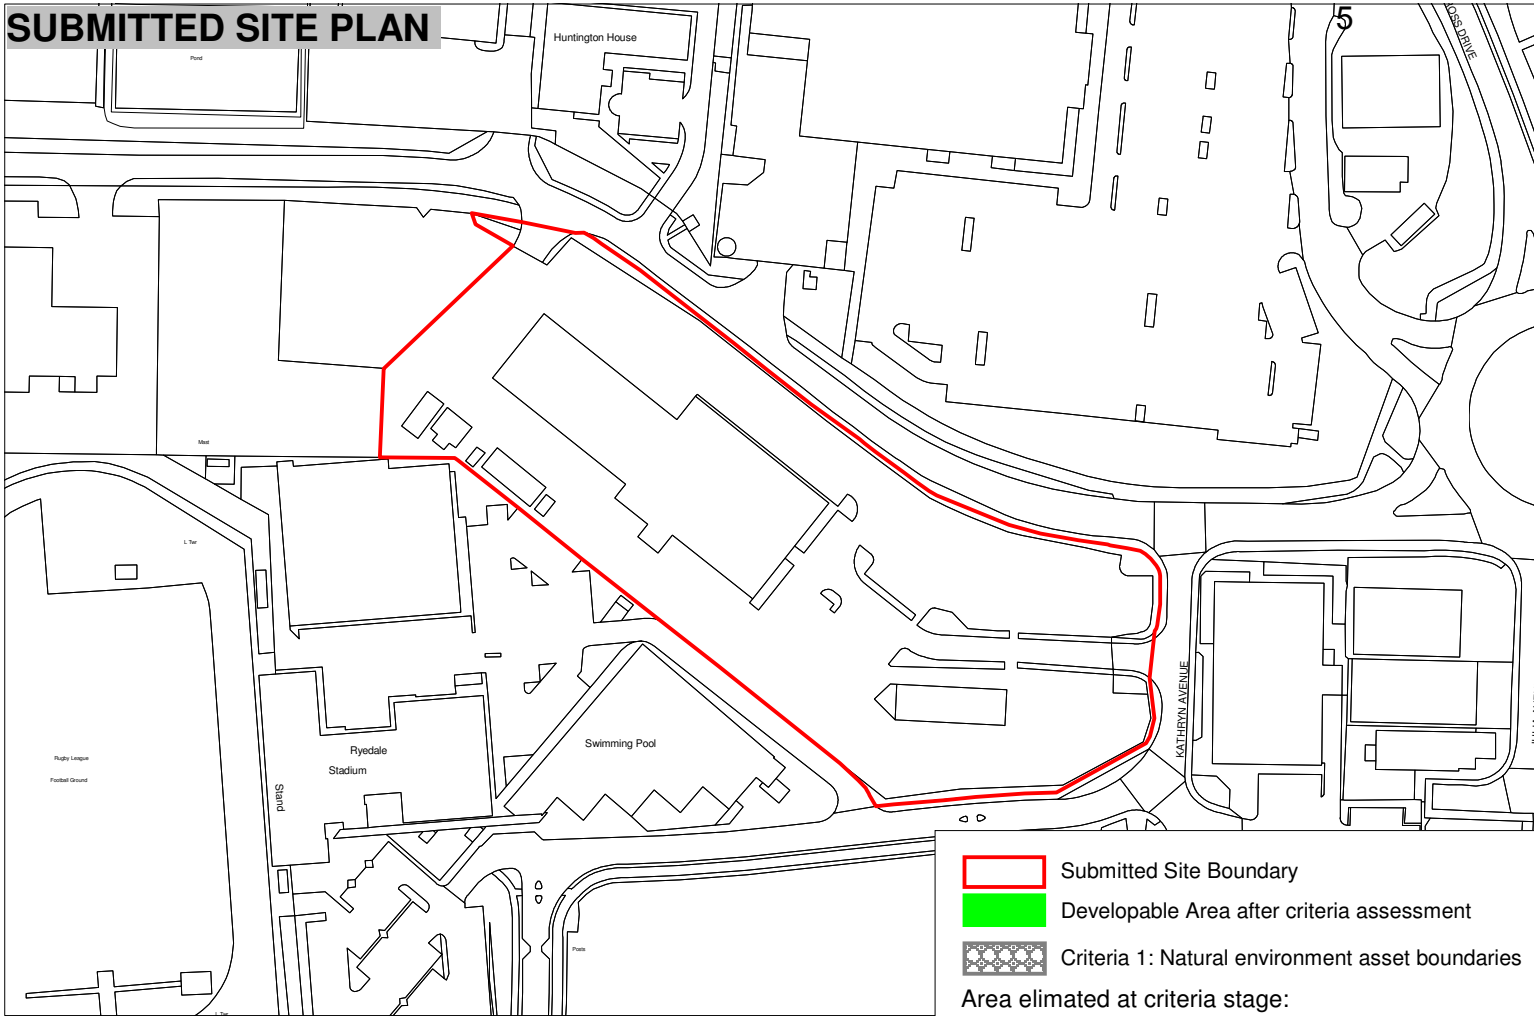 SUBMITTED SITE PLAN
5
Huntington House
Pond
Mast
L Twr
KATHRYN AVENUE
Swimming Pool
Ryedale
Stadium
Rugby League
Football Ground
Stand
Posts
L Twr
Submitted Site Boundary
Developable Area after criteria assessment
Criteria 1: Natural environment asset boundaries
Area elimated at criteria stage: